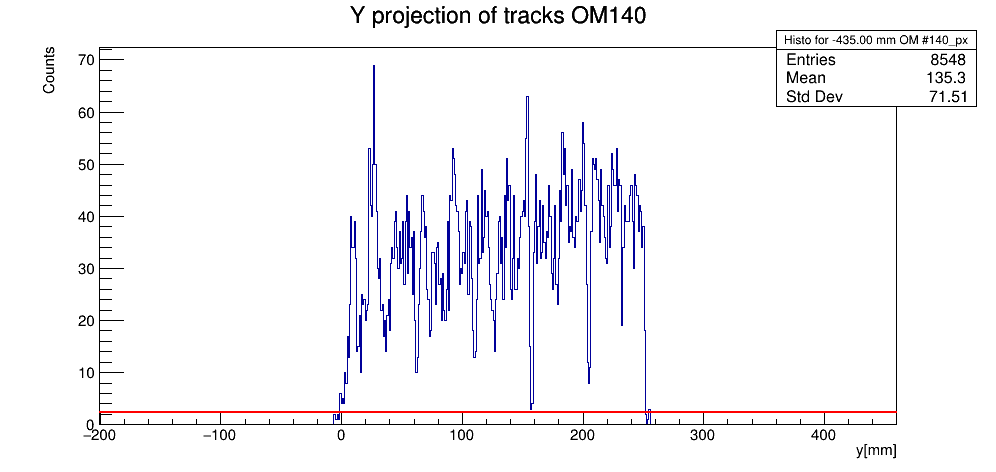 Y projection of tracks OM140
Histo for -435.00 mm OM #140_px
Entries 8548
Mean 135.3
Std Dev 71.51
Counts
70
60
50
40
30
20
10
0
−200 −100 0 100 200 300 400
y[mm]